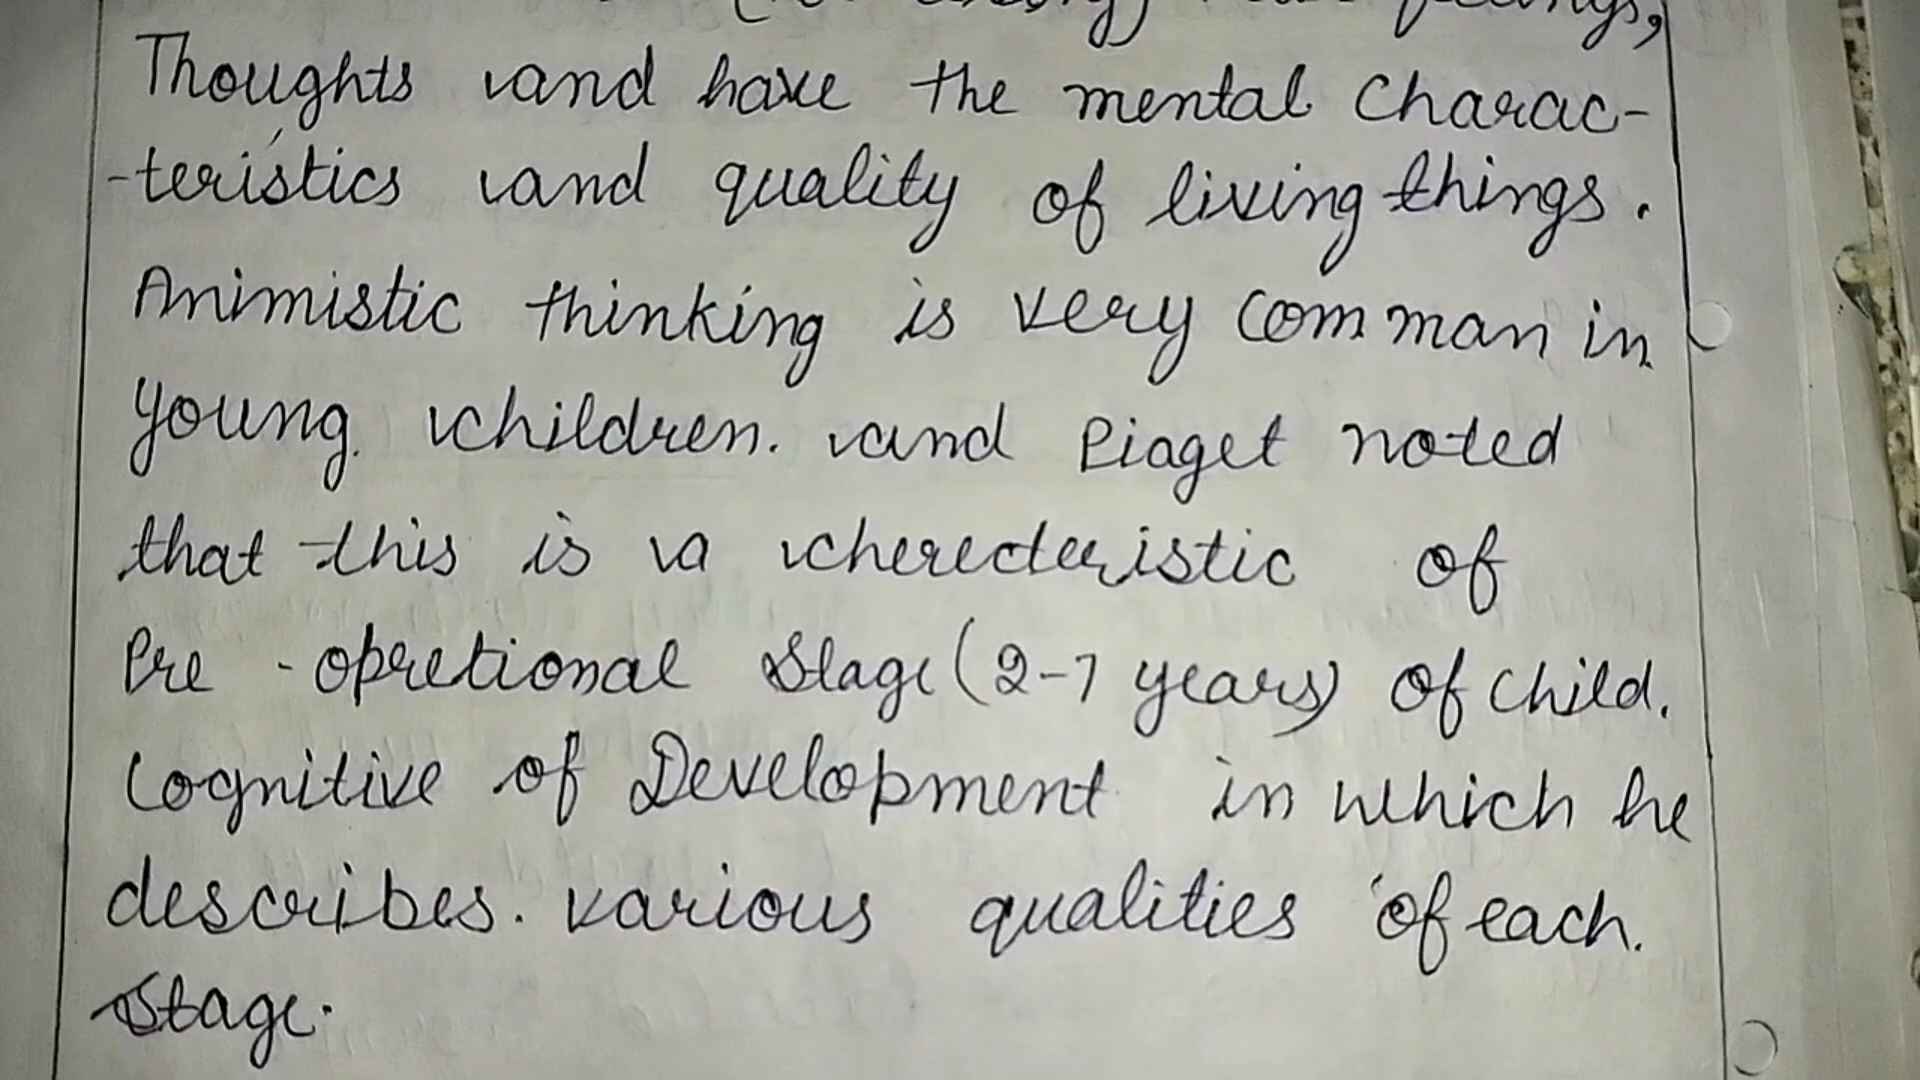 feelings,
Thoughts and have the mental charac-
-teristics and quality of living things.
Animistic thinking is very comman in
young. children. and Piaget noted
that this is a cherecteristic of
Pre - opretional stage (2-7 years) of child.
Cognitive of Development in which he
describes. various qualities of each.
stage.